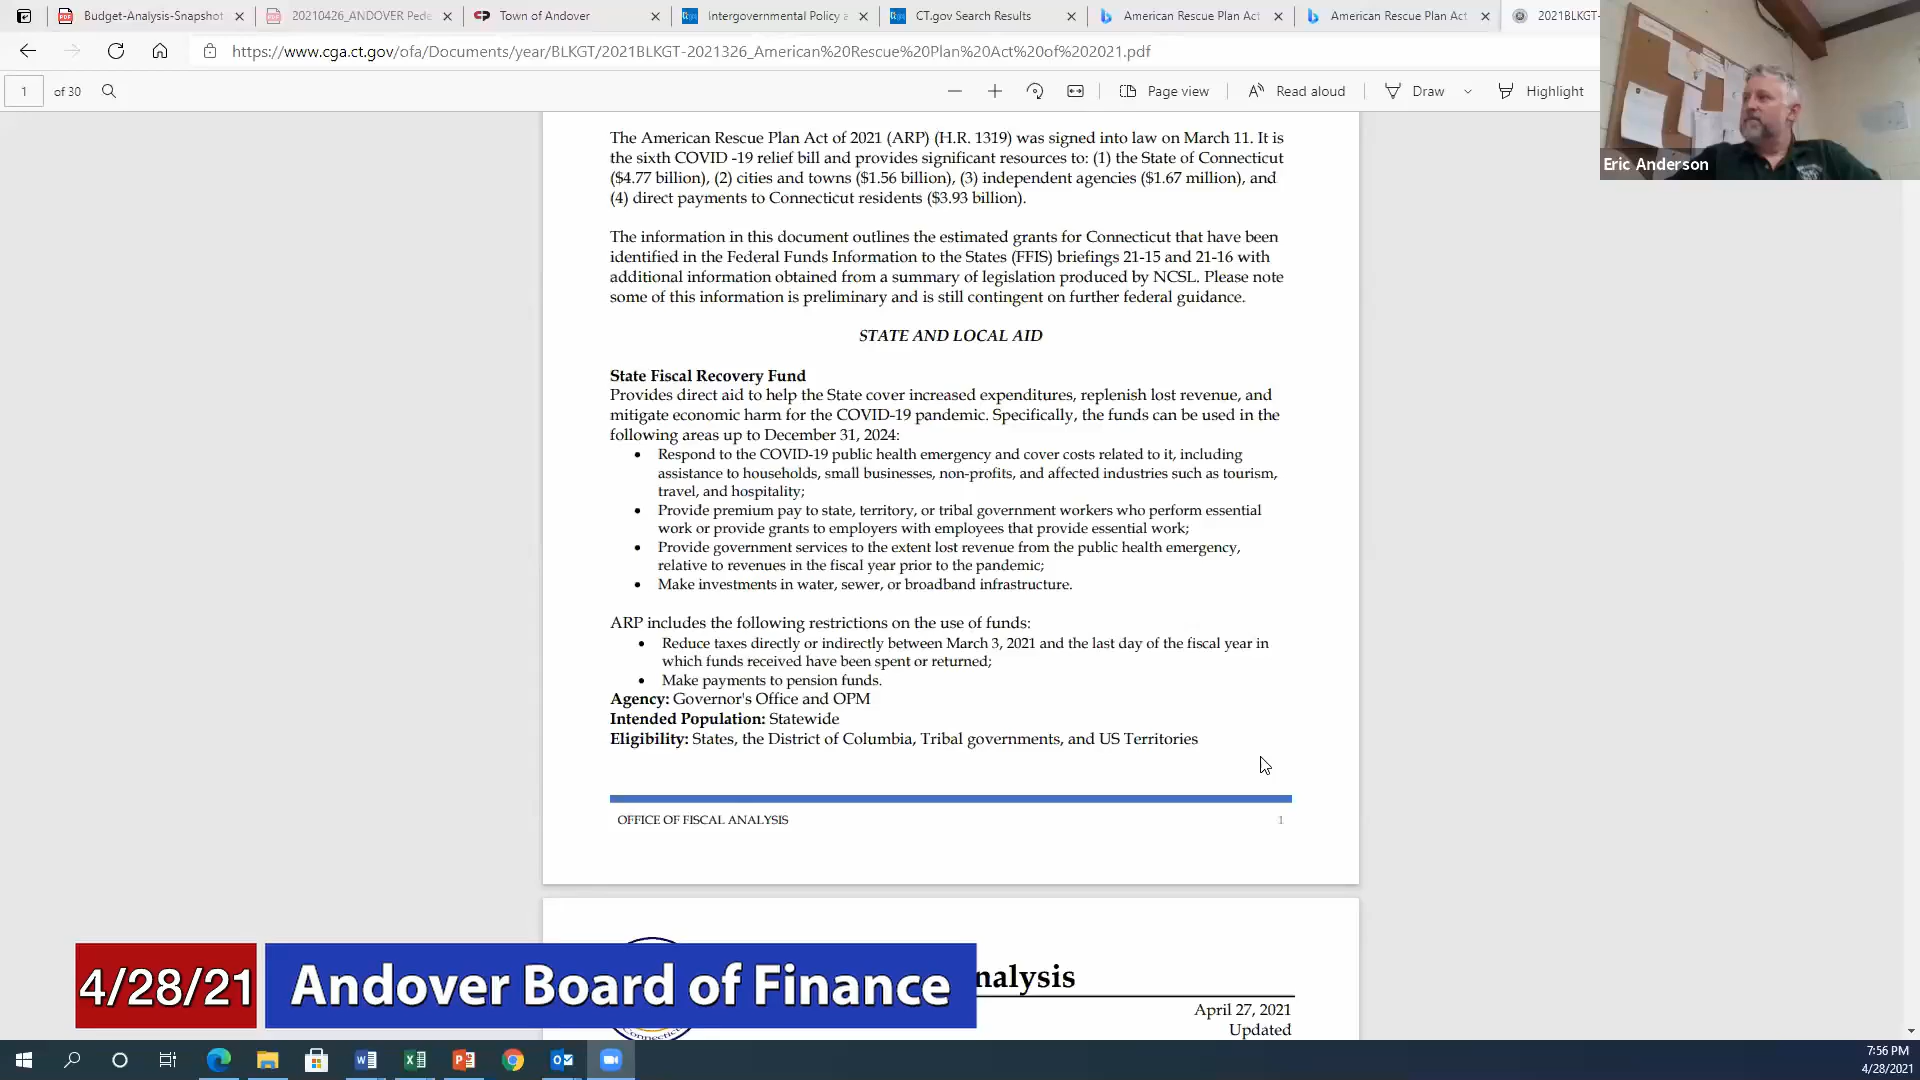 Budget-Analysis-Snapshot
20210426_ANDOVER Pede
Town of Andover
Intergovernmental Policy a
CT.gov Search Results
American Rescue Plan Act
American Rescue Plan Act
2021BLKGT-
https://www.cga.ct.gov/ofa/Documents/year/BLKGT/2021BLKGT-2021326_American%20Rescue%20Plan%20Act%20of%202021.pdf
1 of 30
Page view
Read aloud
Draw
Highlight
Eric Anderson
The American Rescue Plan Act of 2021 (ARP) (H.R. 1319) was signed into law on March 11. It is
the sixth COVID -19 relief bill and provides significant resources to: (1) the State of Connecticut
($4.77 billion), (2) cities and towns ($1.56 billion), (3) independent agencies ($1.67 million), and
(4) direct payments to Connecticut residents ($3.93 billion).
The information in this document outlines the estimated grants for Connecticut that have been
identified in the Federal Funds Information to the States (FFIS) briefings 21-15 and 21-16 with
additional information obtained from a summary of legislation produced by NCSL. Please note
some of this information is preliminary and is still contingent on further federal guidance.
STATE AND LOCAL AID
State Fiscal Recovery Fund
Provides direct aid to help the State cover increased expenditures, replenish lost revenue, and
mitigate economic harm for the COVID-19 pandemic. Specifically, the funds can be used in the
following areas up to December 31, 2024:
• Respond to the COVID-19 public health emergency and cover costs related to it, including
assistance to households, small businesses, non-profits, and affected industries such as tourism,
travel, and hospitality;
• Provide premium pay to state, territory, or tribal government workers who perform essential
work or provide grants to employers with employees that provide essential work;
• Provide government services to the extent lost revenue from the public health emergency,
relative to revenues in the fiscal year prior to the pandemic;
• Make investments in water, sewer, or broadband infrastructure.
ARP includes the following restrictions on the use of funds:
• Reduce taxes directly or indirectly between March 3, 2021 and the last day of the fiscal year in
which funds received have been spent or returned;
• Make payments to pension funds.
Agency: Governor's Office and OPM
Intended Population: Statewide
Eligibility: States, the District of Columbia, Tribal governments, and US Territories
OFFICE OF FISCAL ANALYSIS 1
nalysis
April 27, 2021
Updated
Connectic
4/28/21 Andover Board of Finance
7:56 PM
4/28/2021